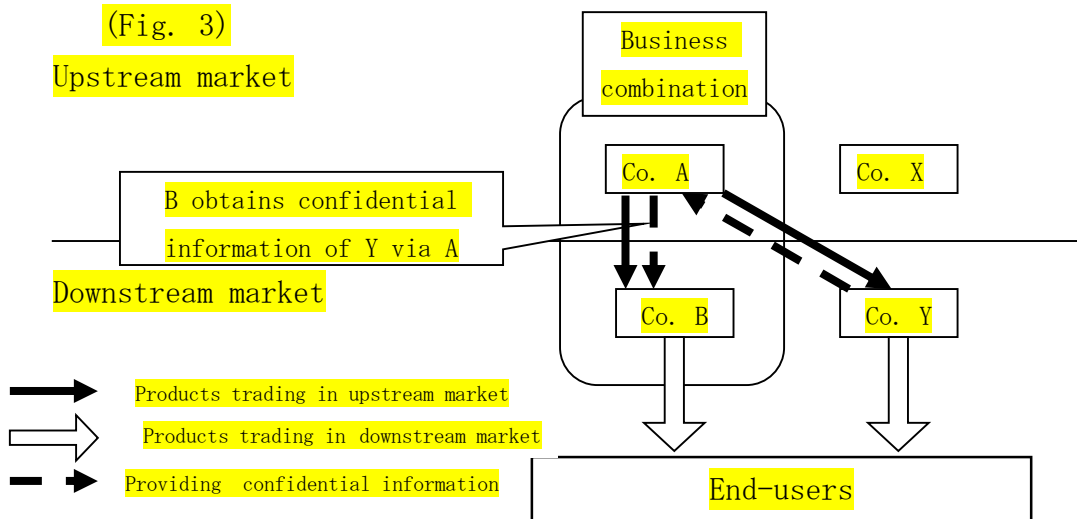 (Fig. 3)
Upstream market
Business
combination
Co. A
Co. X
B obtains confidential
information of Y via A
Downstream market
Co. B
Co. Y
Products trading in upstream market
Products trading in downstream market
Providing confidential information
End-users